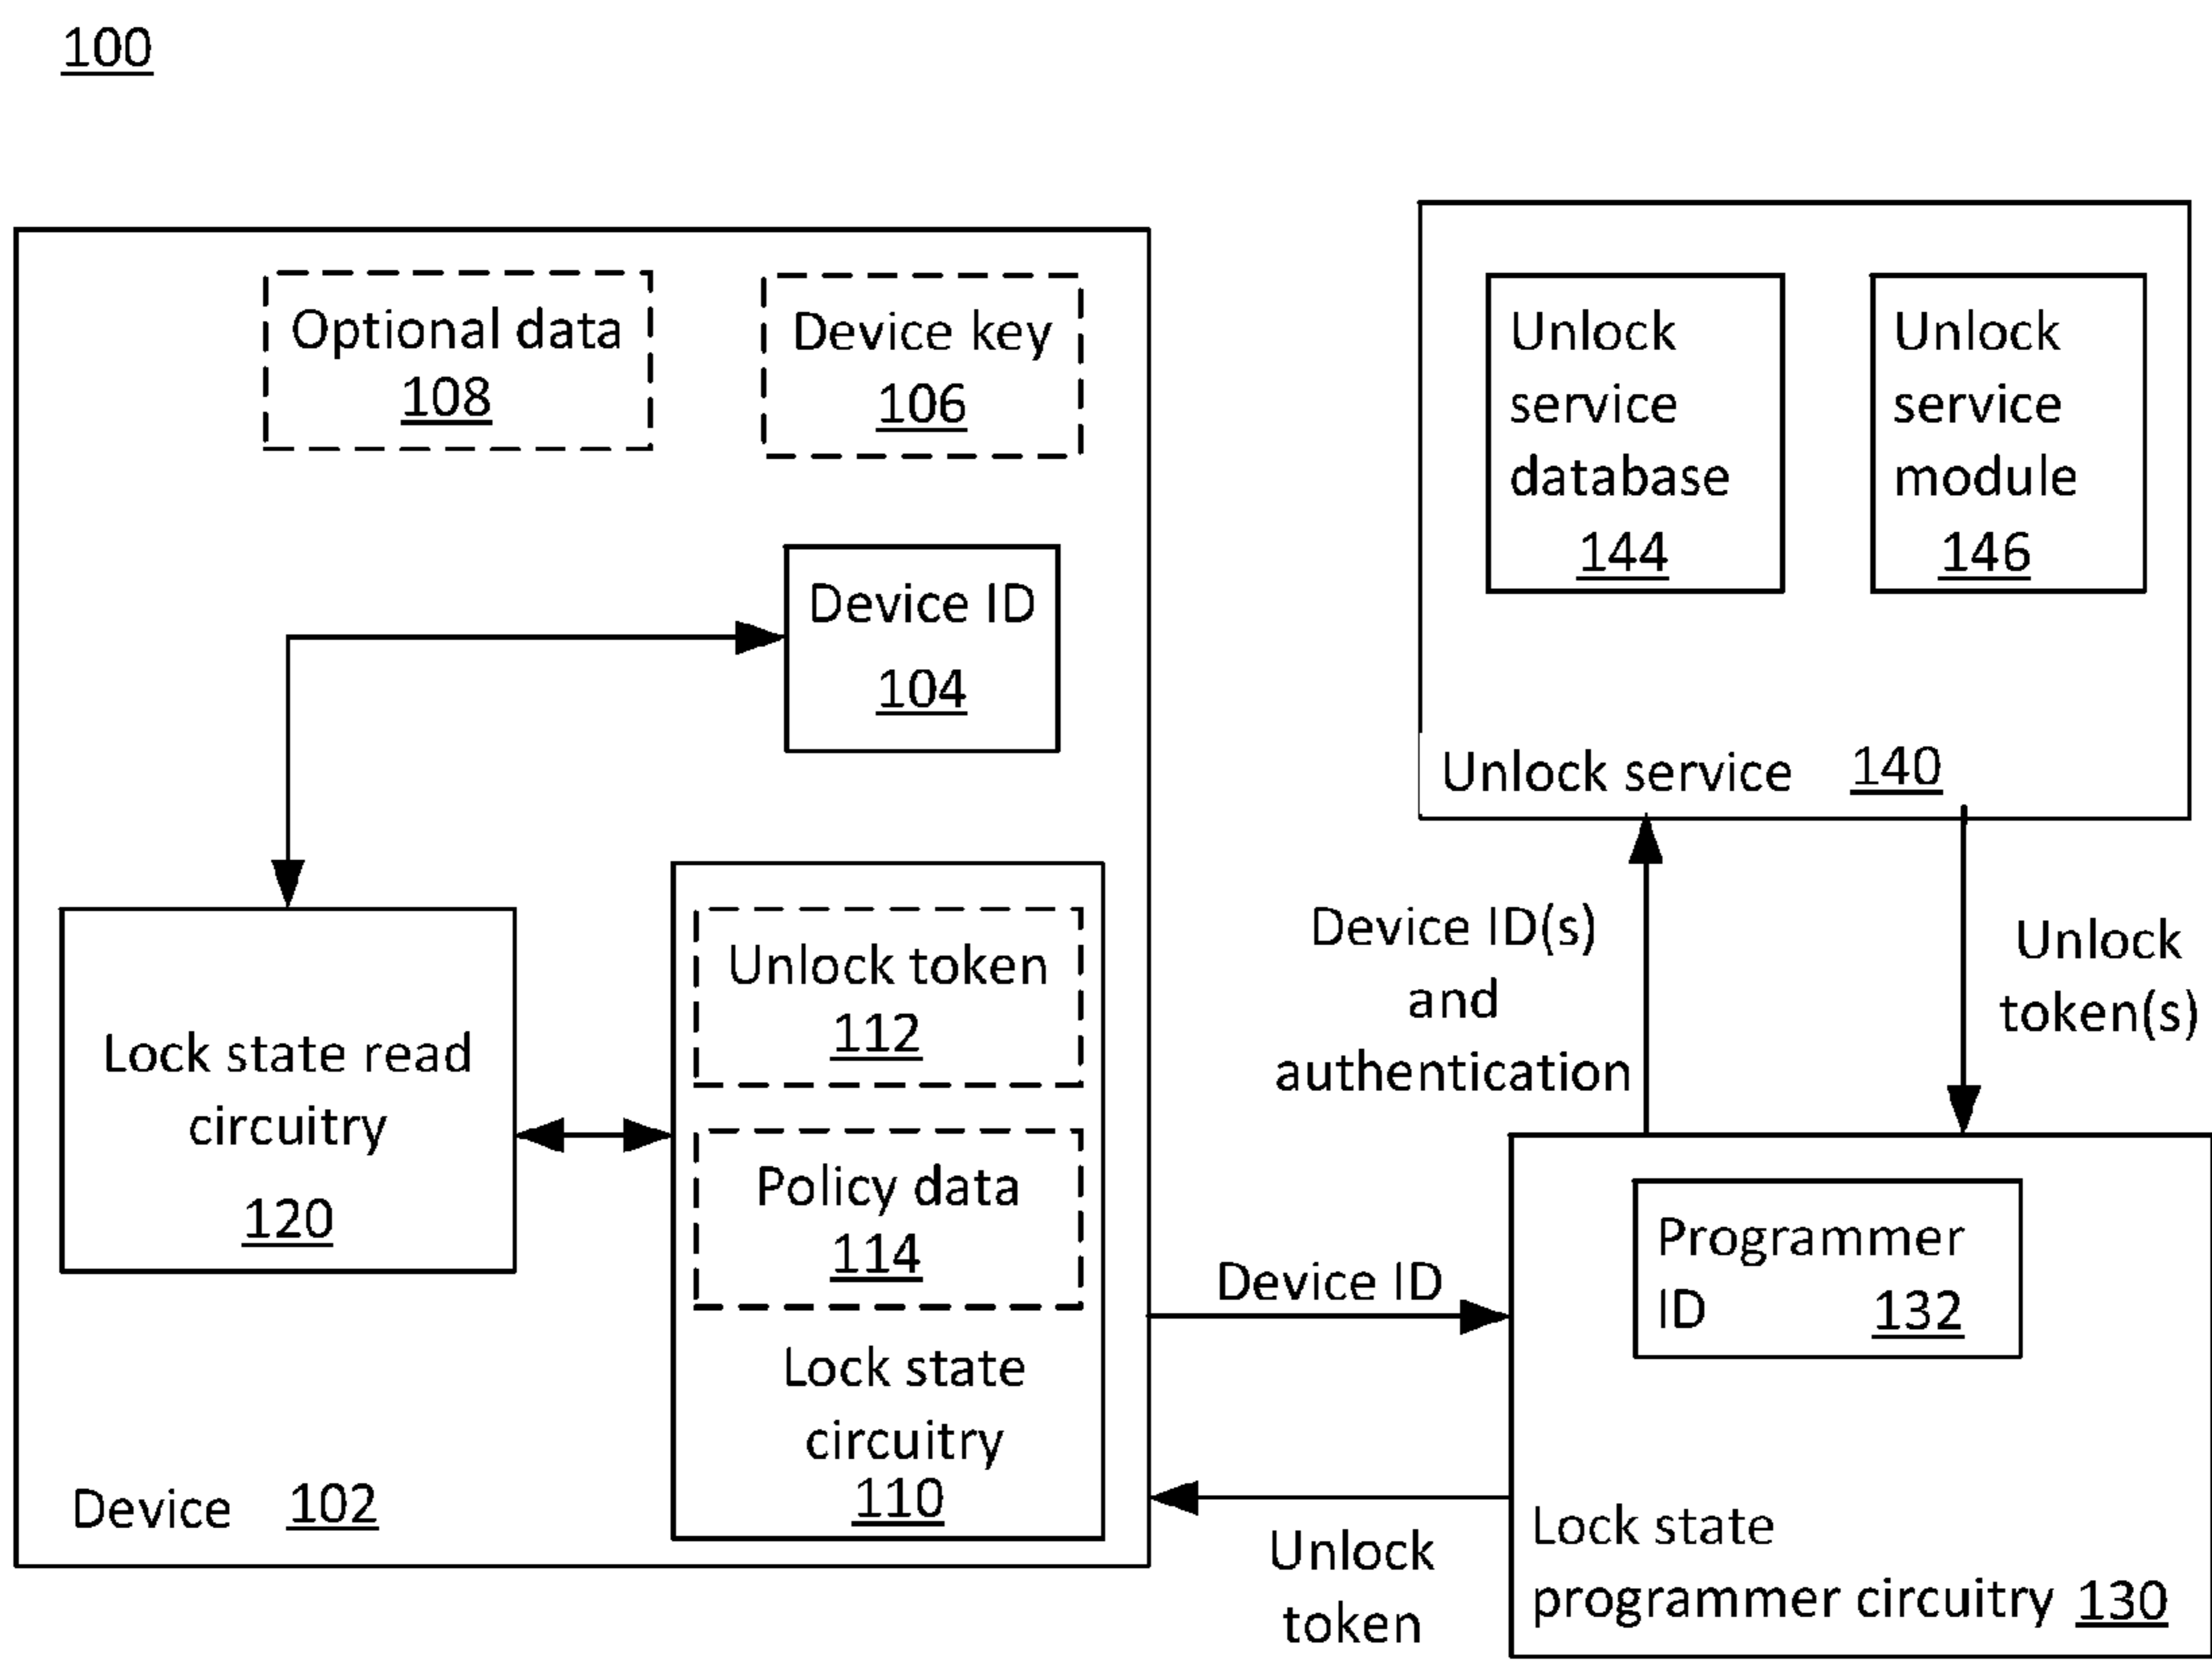 100
Optional data
108
Device key
106
Device ID
104
Lock state read
circuitry
120
Unlock token
112
Policy data
114
Lock state
circuitry
110
Device 102
Unlock
service
database
144
Unlock
service
module
146
Unlock service 140
Device ID(s)
and
authentication
Unlock
token(s)
Device ID
Unlock
token
Programmer
ID 132
Lock state
programmer circuitry 130